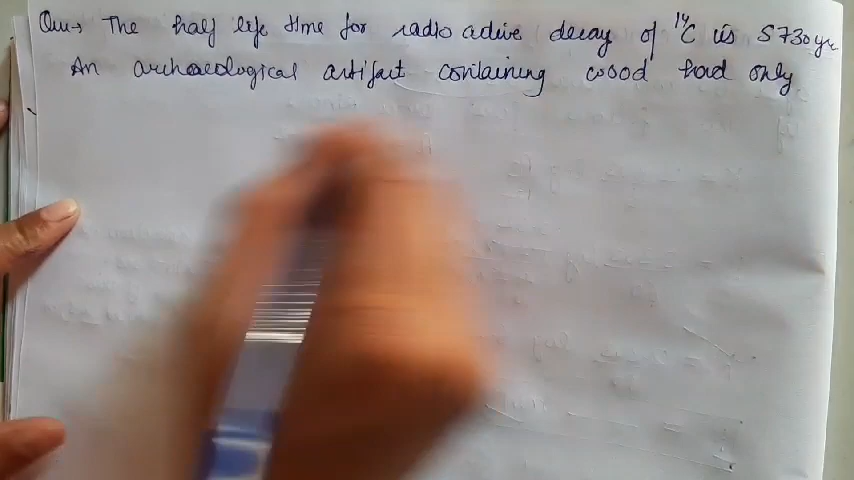 Qu→ The half life time for radio active decay of ¹⁴C is 5730 yr
An archaeological artifact containing wood had only